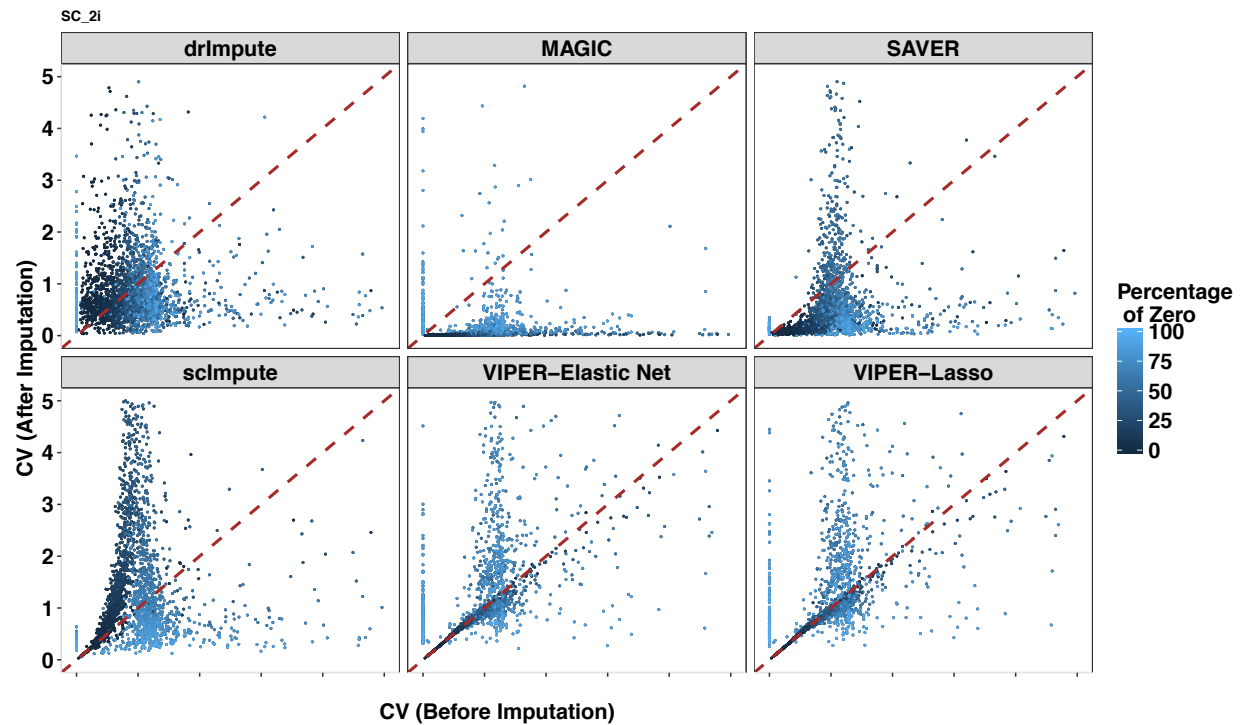 SC_2i
drImpute
MAGIC
SAVER
5
4
3
2
1
0
scImpute
VIPER−Elastic Net
VIPER−Lasso
5
4
3
2
1
0
CV (After Imputation)
CV (Before Imputation)
Percentage
of Zero
100
75
50
25
0